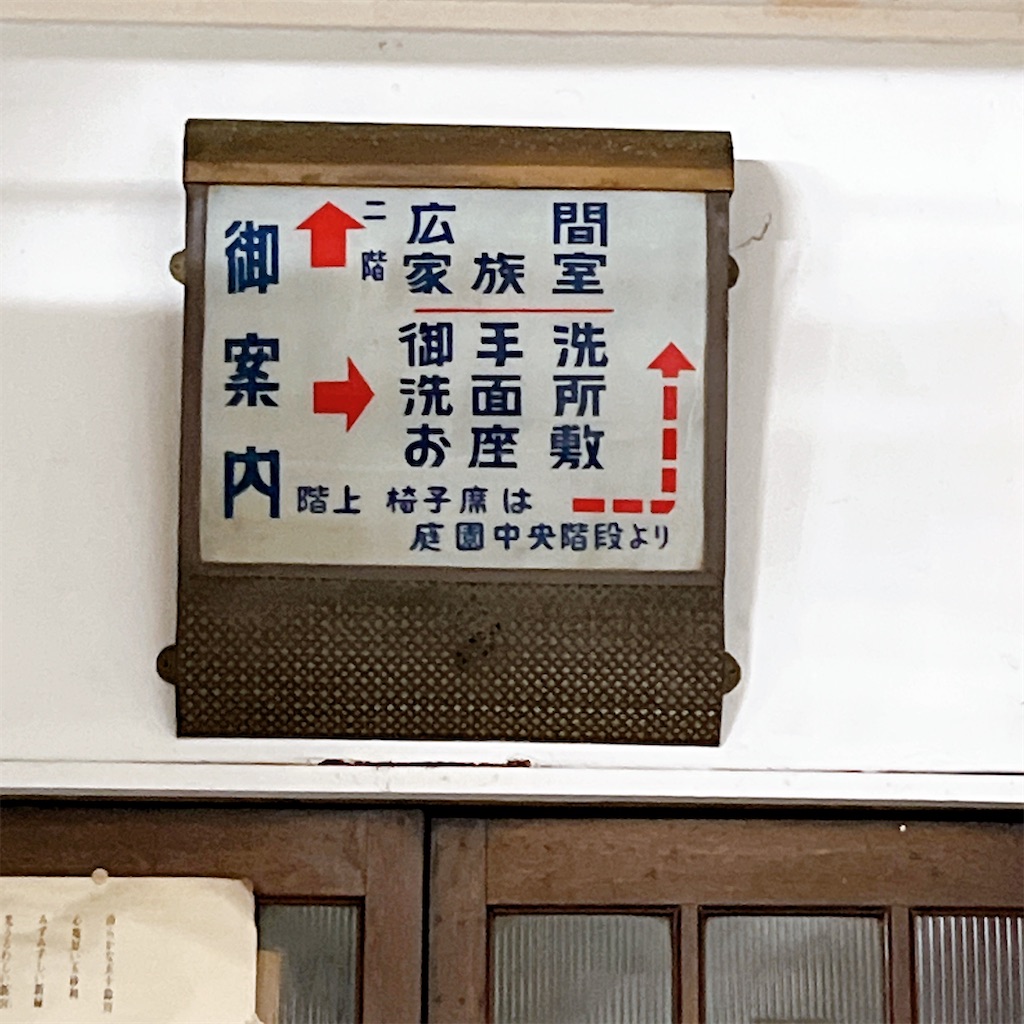 御案内
二階
広間
家族室
御手洗
洗面所
お座敷
階上 椅子席は
庭園中央階段より